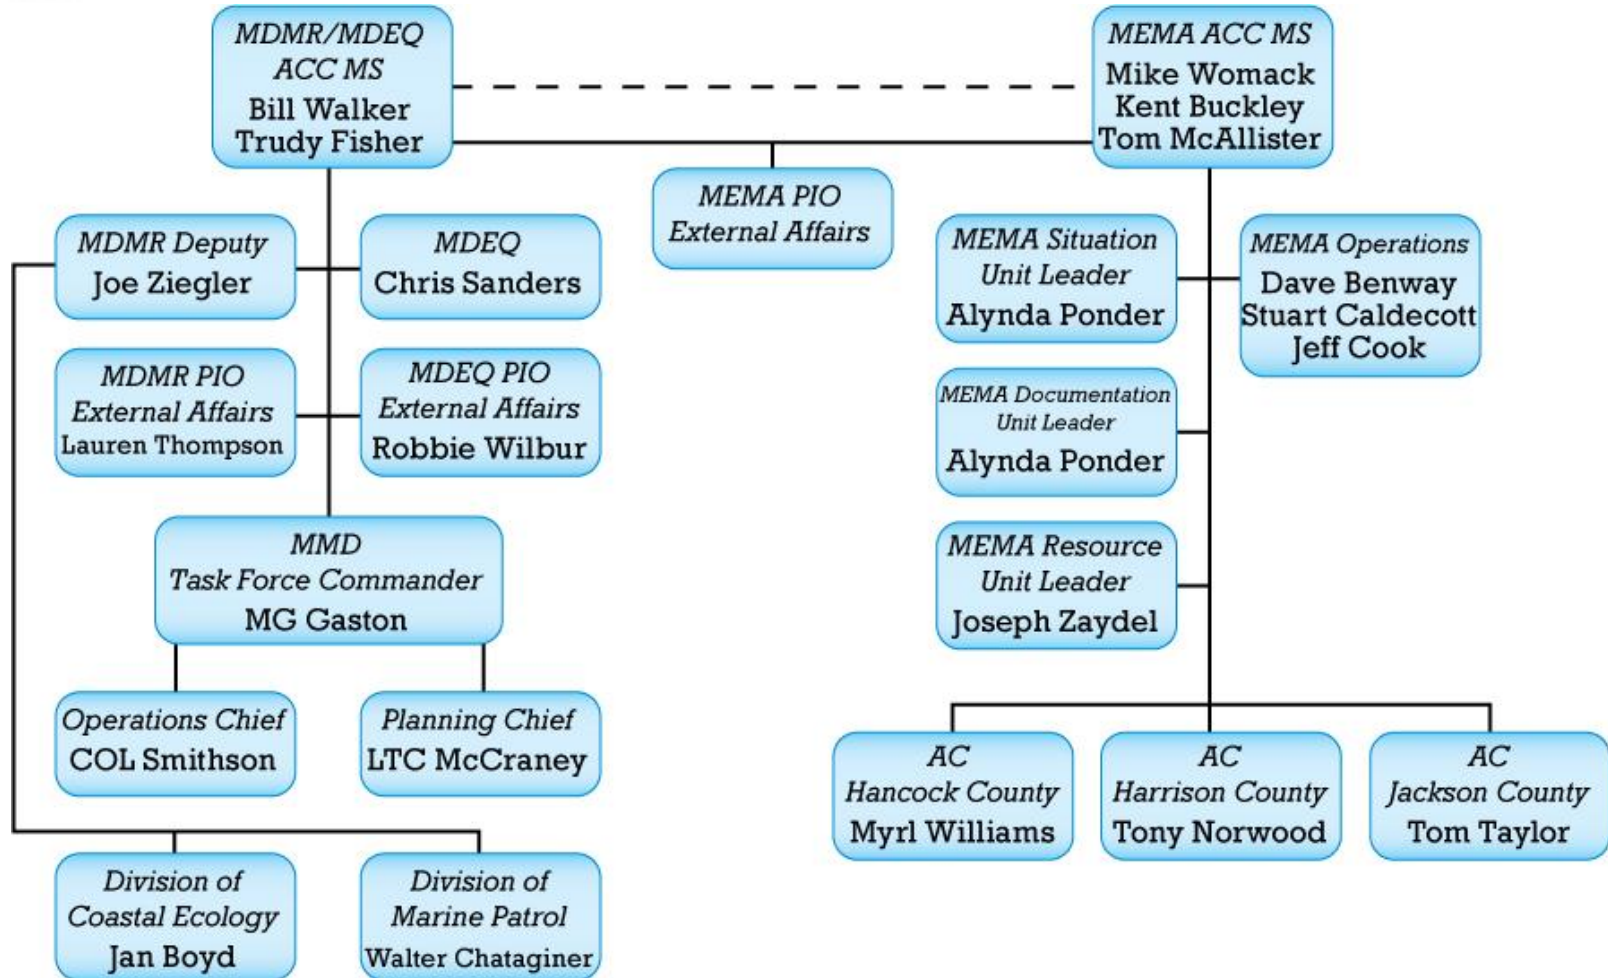 MDMR/MDEQ
ACC MS
Bill Walker
Trudy Fisher
MEMA ACC MS
Mike Womack
Kent Buckley
Tom McAllister
MEMA PIO
External Affairs
MDMR Deputy
Joe Ziegler
MDEQ
Chris Sanders
MEMA Situation
Unit Leader
Alynda Ponder
MEMA Operations
Dave Benway
Stuart Caldecott
Jeff Cook
MDMR PIO
External Affairs
Lauren Thompson
MDEQ PIO
External Affairs
Robbie Wilbur
MEMA Documentation
Unit Leader
Alynda Ponder
MMD
Task Force Commander
MG Gaston
MEMA Resource
Unit Leader
Joseph Zaydel
Operations Chief
COL Smithson
Planning Chief
LTC McCraney
AC
Hancock County
Myrl Williams
AC
Harrison County
Tony Norwood
AC
Jackson County
Tom Taylor
Division of
Coastal Ecology
Jan Boyd
Division of
Marine Patrol
Walter Chataginer